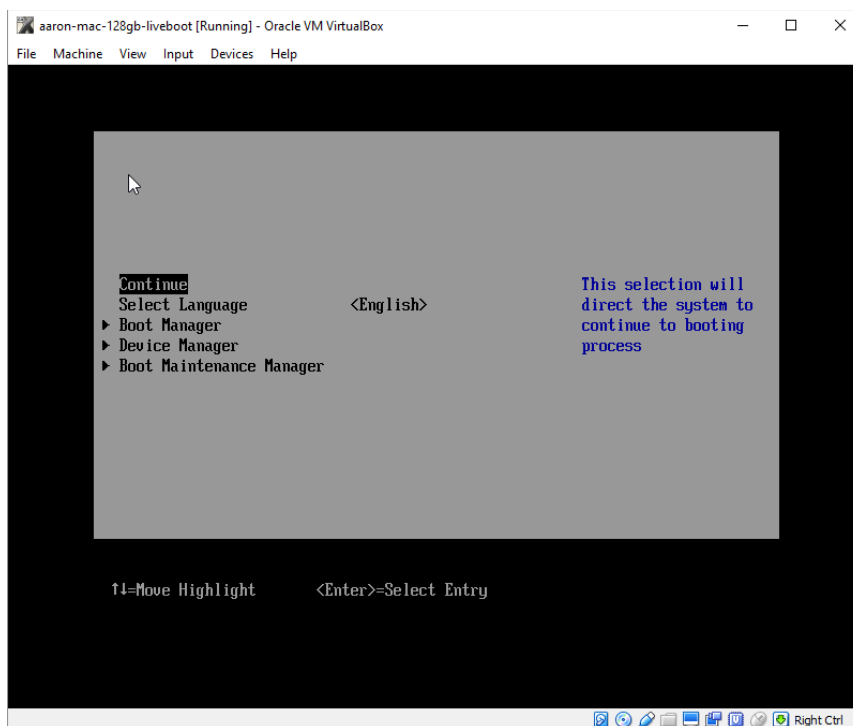 aaron-mac-128gb-liveboot [Running] - Oracle VM VirtualBox
File Machine View Input Devices Help
Continue This selection will
Select Language <English> direct the system to
Boot Manager continue to booting
Device Manager process
Boot Maintenance Manager
↑↓=Move Highlight <Enter>=Select Entry
Right Ctrl